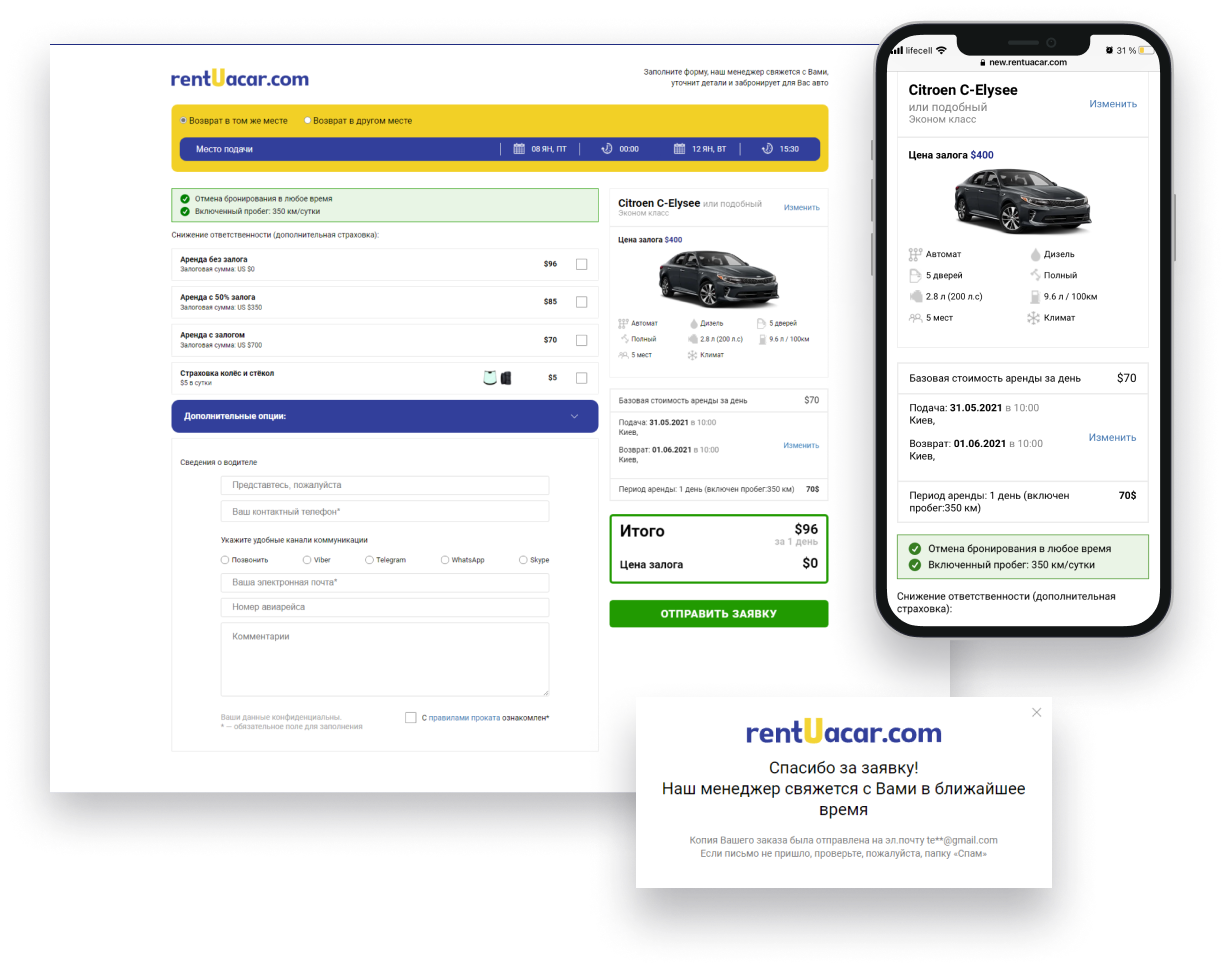 rentUacar.com
Заполните форму, наш менеджер свяжется с Вами,
уточнит детали и забронирует для Вас авто
Возврат в том же месте
Возврат в другом месте
Место подачи
08 ЯН, ПТ
00:00
12 ЯН, ВТ
15:30
Отмена бронирования в любое время
Включенный пробег: 350 км/сутки
Снижение ответственности (дополнительная страховка):
Аренда без залога
$96
Залоговая сумма: US $0
Аренда с 50% залога
$85
Залоговая сумма: US $350
Аренда с залогом
$70
Залоговая сумма: US $700
Страховка колёс и стёкол
$5
$5 в сутки
Дополнительные опции:
Сведения о водителе
Представтесь, пожалуйста
Ваш контактный телефон*
Укажите удобные канали коммуникации
Позвонить
Viber
Telegram
WhatsApp
Skype
Ваша электронная почта*
Номер авиарейса
Комментарии
Ваши данные конфиденциальны.
* — обязательное поле для заполнения
С правилами проката ознакомлен*
Citroen C-Elysee или подобный
Эконом класс
Изменить
Цена залога $400
Автомат
Дизель
5 дверей
Полный
2.8 л (200 л.с)
9.6 л / 100км
5 мест
Климат
Базовая стоимость аренды за день
$70
Подача: 31.05.2021 в 10:00
Киев,
Изменить
Возврат: 01.06.2021 в 10:00
Киев,
Период аренды: 1 день (включен пробег:350 км)
70$
Итого
$96
за 1 день
Цена залога
$0
ОТПРАВИТЬ ЗАЯВКУ
lifecell
31 %
new.rentuacar.com
Citroen C-Elysee
или подобный
Эконом класс
Изменить
Цена залога $400
Автомат
Дизель
5 дверей
Полный
2.8 л (200 л.с)
9.6 л / 100км
5 мест
Климат
Базовая стоимость аренды за день
$70
Подача: 31.05.2021 в 10:00
Киев,
Изменить
Возврат: 01.06.2021 в 10:00
Киев,
Период аренды: 1 день (включен
пробег:350 км)
70$
Отмена бронирования в любое время
Включенный пробег: 350 км/сутки
Снижение ответственности (дополнительная
страховка):
rentUacar.com
Спасибо за заявку!
Наш менеджер свяжется с Вами в ближайшее
время
Копия Вашего заказа была отправлена на эл.почту te**@gmail.com
Если письмо не пришло, проверьте, пожалуйста, папку «Спам»